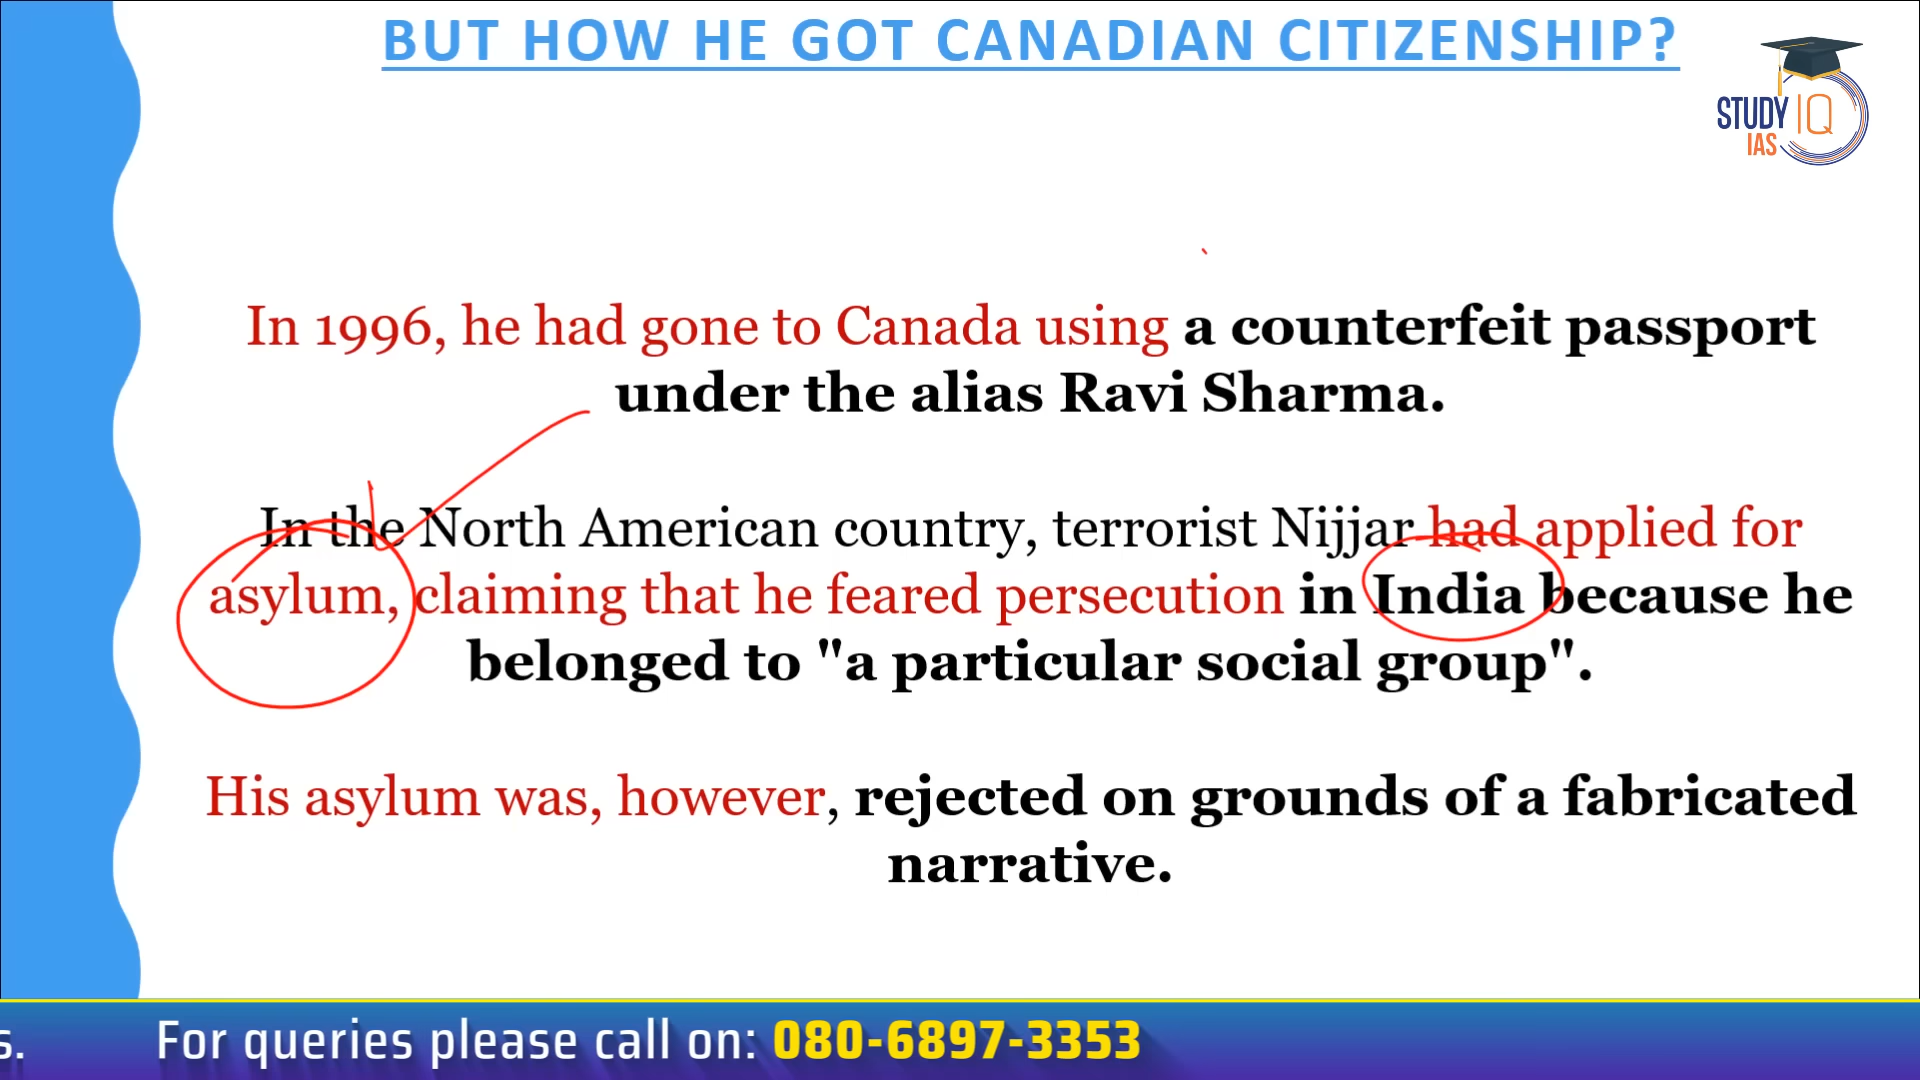 BUT HOW HE GOT CANADIAN CITIZENSHIP?
STUDY IQ
IAS
In 1996, he had gone to Canada using a counterfeit passport
under the alias Ravi Sharma.
In the North American country, terrorist Nijjar had applied for
asylum, claiming that he feared persecution in India because he
belonged to "a particular social group".
His asylum was, however, rejected on grounds of a fabricated
narrative.
s. For queries please call on: 080-6897-3353